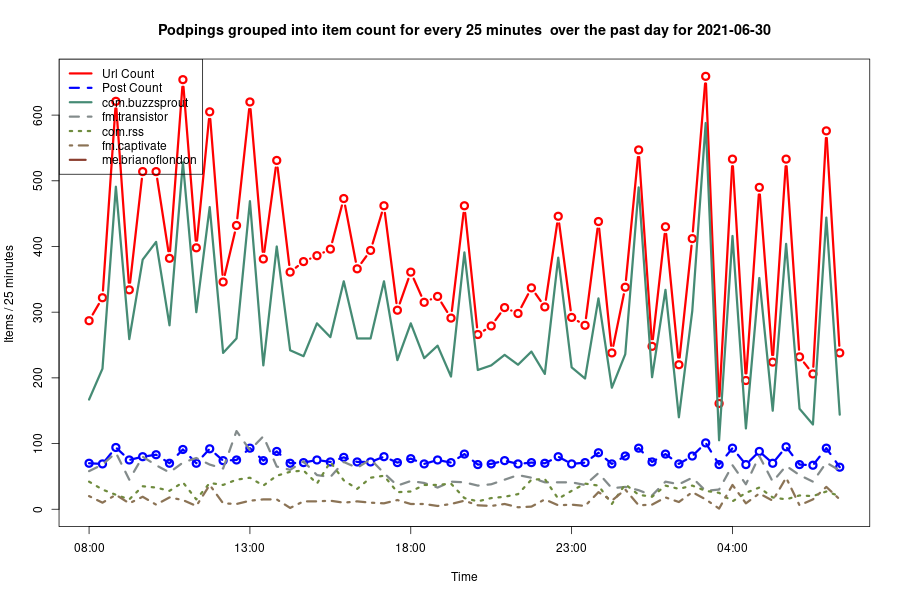 Podpings grouped into item count for every 25 minutes  over the past day for 2021-06-30
Url Count
Post Count
com.buzzsprout
fm.transistor
com.rss
fm.captivate
me.brianoflondon
Items / 25 minutes
600
500
400
300
200
100
0
08:00 13:00 18:00 23:00 04:00
Time